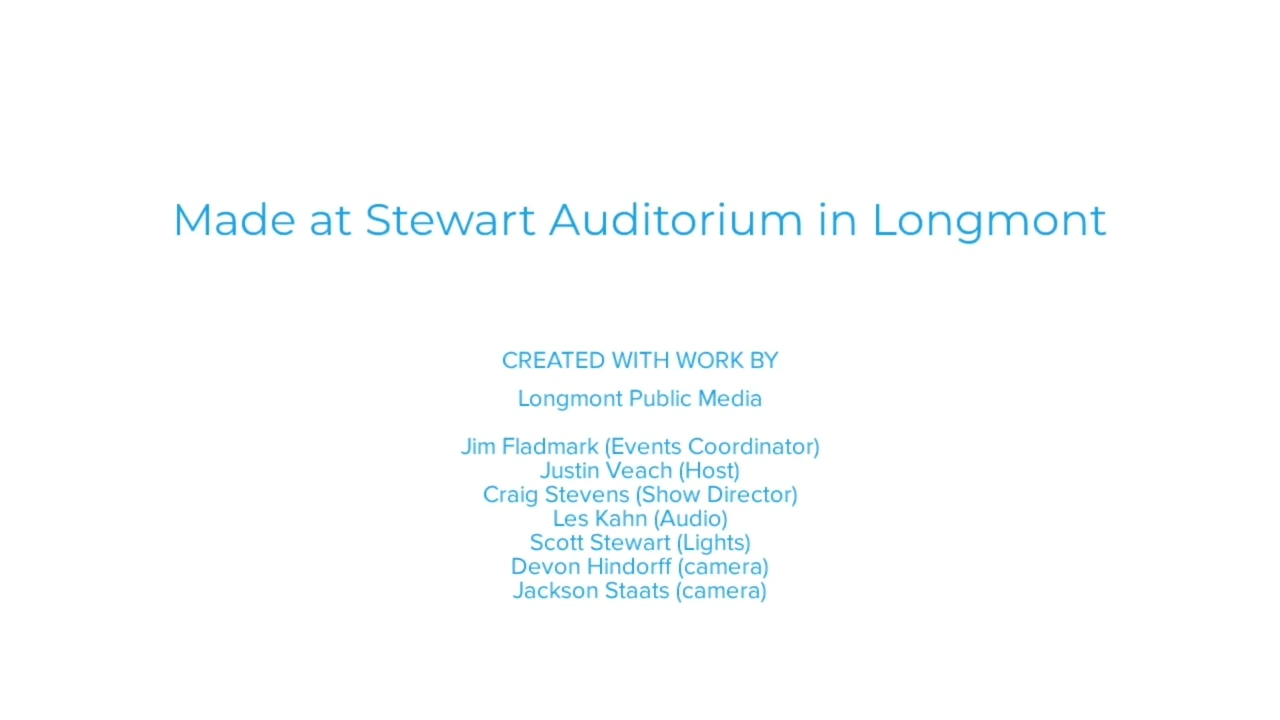 Made at Stewart Auditorium in Longmont
CREATED WITH WORK BY
Longmont Public Media
Jim Fladmark (Events Coordinator)
Justin Veach (Host)
Craig Stevens (Show Director)
Les Kahn (Audio)
Scott Stewart (Lights)
Devon Hindorff (camera)
Jackson Staats (camera)